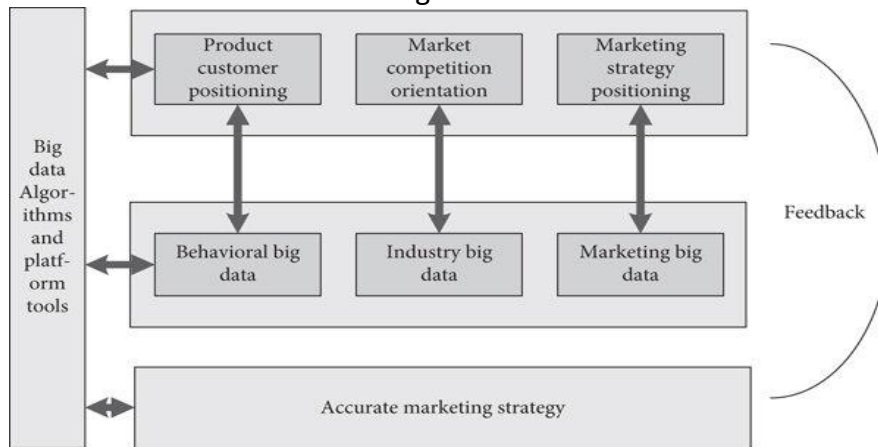 Big
data
Algor-
ithms
and
platf-
orm
tools
Product
customer
positioning
Market
competition
orientation
Marketing
strategy
positioning
Behavioral big
data
Industry big
data
Marketing big
data
Accurate marketing strategy
Feedback